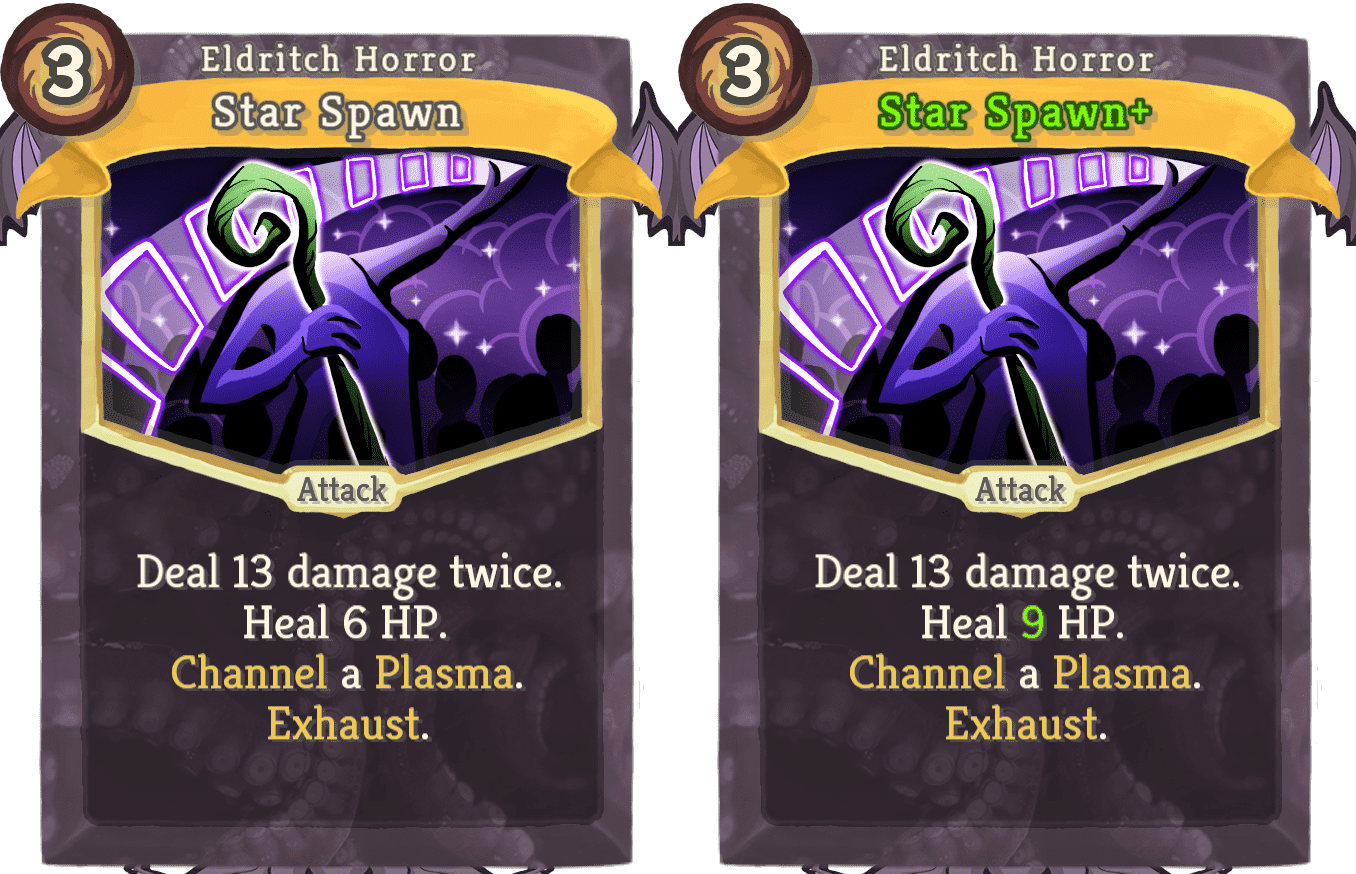 3
Eldritch Horror
Star Spawn
Attack
Deal 13 damage twice.
Heal 6 HP.
Channel a Plasma.
Exhaust.
3
Eldritch Horror
Star Spawn+
Attack
Deal 13 damage twice.
Heal 9 HP.
Channel a Plasma.
Exhaust.